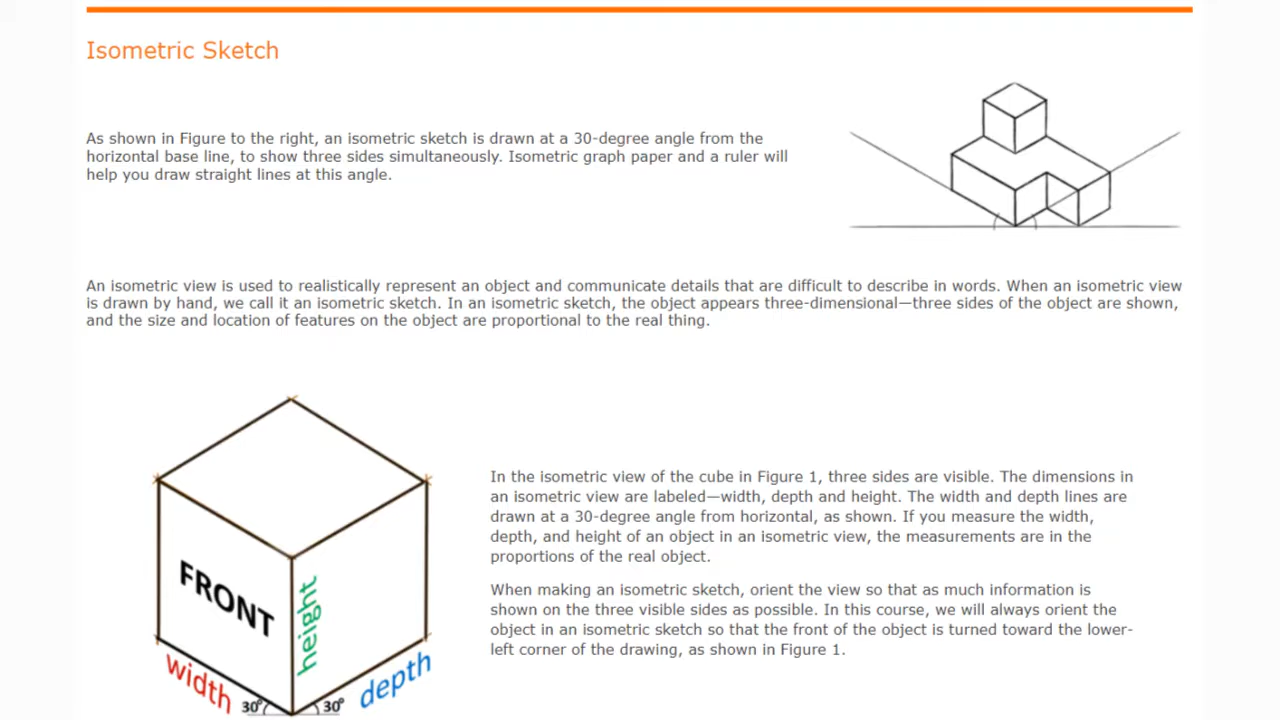 Isometric Sketch
As shown in Figure to the right, an isometric sketch is drawn at a 30-degree angle from the
horizontal base line, to show three sides simultaneously. Isometric graph paper and a ruler will
help you draw straight lines at this angle.
An isometric view is used to realistically represent an object and communicate details that are difficult to describe in words. When an isometric view
is drawn by hand, we call it an isometric sketch. In an isometric sketch, the object appears three-dimensional—three sides of the object are shown,
and the size and location of features on the object are proportional to the real thing.
In the isometric view of the cube in Figure 1, three sides are visible. The dimensions in
an isometric view are labeled—width, depth and height. The width and depth lines are
drawn at a 30-degree angle from horizontal, as shown. If you measure the width,
depth, and height of an object in an isometric view, the measurements are in the
proportions of the real object.
When making an isometric sketch, orient the view so that as much information is
shown on the three visible sides as possible. In this course, we will always orient the
object in an isometric sketch so that the front of the object is turned toward the lower-
left corner of the drawing, as shown in Figure 1.
FRONT
height
width
depth
30°
30°